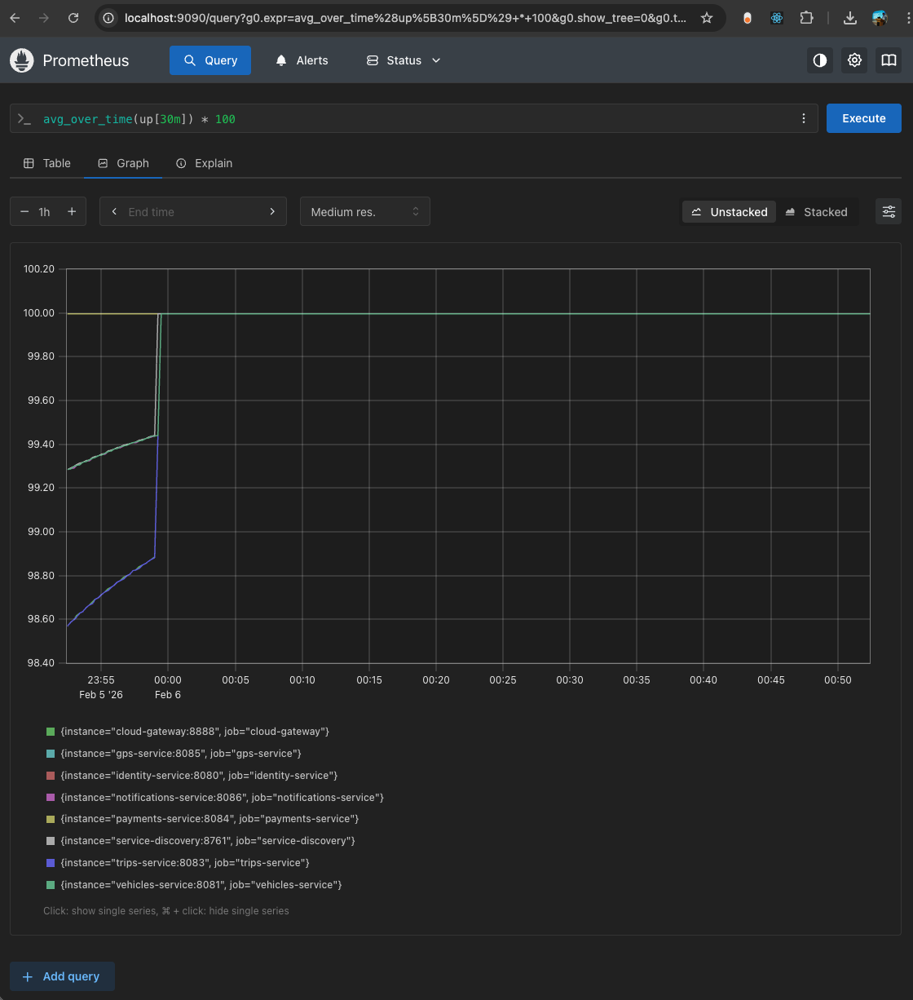 localhost:9090/query?g0.expr=avg_over_time%28up%5B30m%5D%29+*+100&g0.show_tree=0&g0.t...
Prometheus
Query
Alerts
Status
>_ avg_over_time(up[30m]) * 100
Execute
Table
Graph
Explain
− 1h +
< End time >
Medium res.
Unstacked
Stacked
100.20
100.00
99.80
99.60
99.40
99.20
99.00
98.80
98.60
98.40
23:55 00:00 00:05 00:10 00:15 00:20 00:25 00:30 00:35 00:40 00:45 00:50
Feb 5 '26 Feb 6
{instance="cloud-gateway:8888", job="cloud-gateway"}
{instance="gps-service:8085", job="gps-service"}
{instance="identity-service:8080", job="identity-service"}
{instance="notifications-service:8086", job="notifications-service"}
{instance="payments-service:8084", job="payments-service"}
{instance="service-discovery:8761", job="service-discovery"}
{instance="trips-service:8083", job="trips-service"}
{instance="vehicles-service:8081", job="vehicles-service"}
Click: show single series, ⌘ + click: hide single series
+ Add query